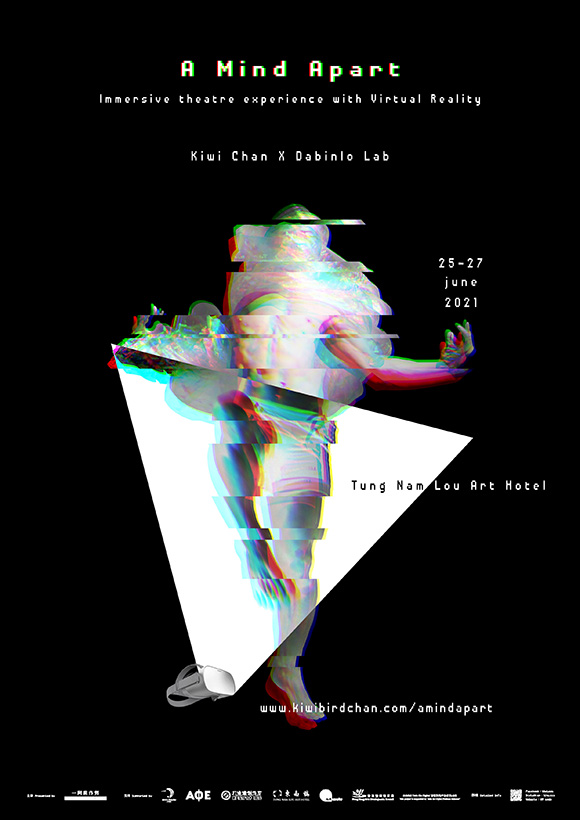 A Mind Apart
Immersive theatre experience with Virtual Reality
Kiwi Chan X Dabinlo Lab
25-27
june
2021
Tung Nam Lou Art Hotel
www.kiwibirdchan.com/amindapart
AΦE